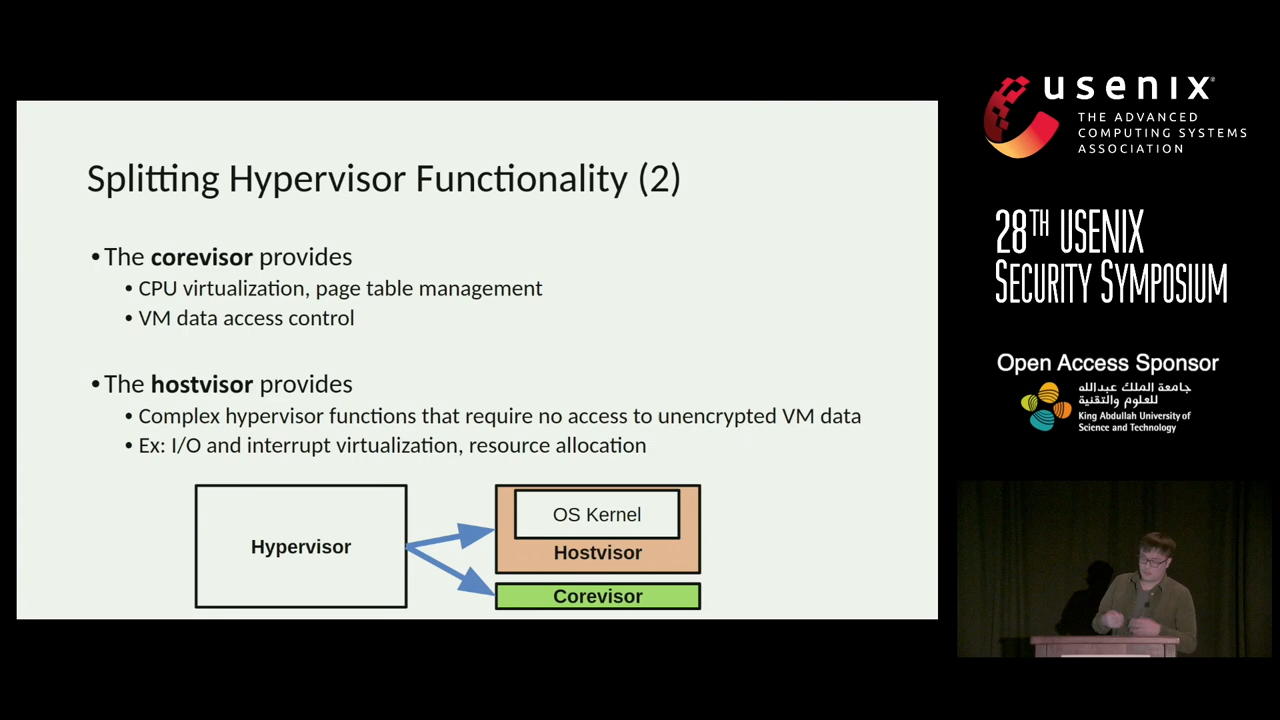 Splitting Hypervisor Functionality (2)
• The corevisor provides
• CPU virtualization, page table management
• VM data access control
• The hostvisor provides
• Complex hypervisor functions that require no access to unencrypted VM data
• Ex: I/O and interrupt virtualization, resource allocation
Hypervisor
OS Kernel
Hostvisor
Corevisor
usenix
THE ADVANCED
COMPUTING SYSTEMS
ASSOCIATION
28TH USENIX
SECURITY SYMPOSIUM
Open Access Sponsor
جامعة الملك عبدالله
للعلوم والتقنية
King Abdullah University of
Science and Technology